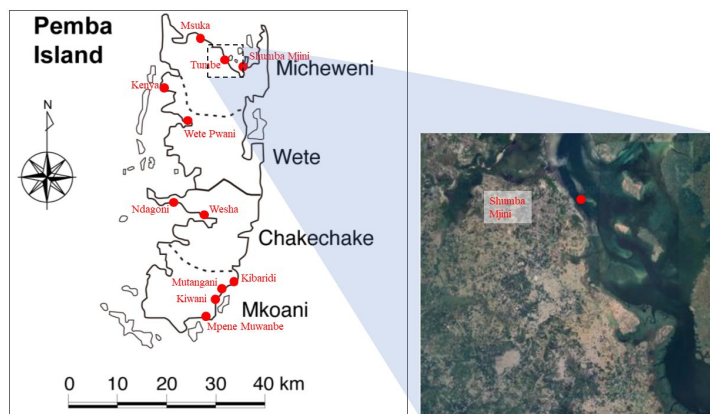 Pemba
Island
Msuka
Tumbe
Shumba Mjini
Micheweni
Kenya
N
Wete Pwani
Wete
Ndagoni
Wesha
Chakechake
Kibaridi
Mutangani
Kiwani
Mkoani
Mpene Muwanbe
0 10 20 30 40 km
Shumba
Mjini